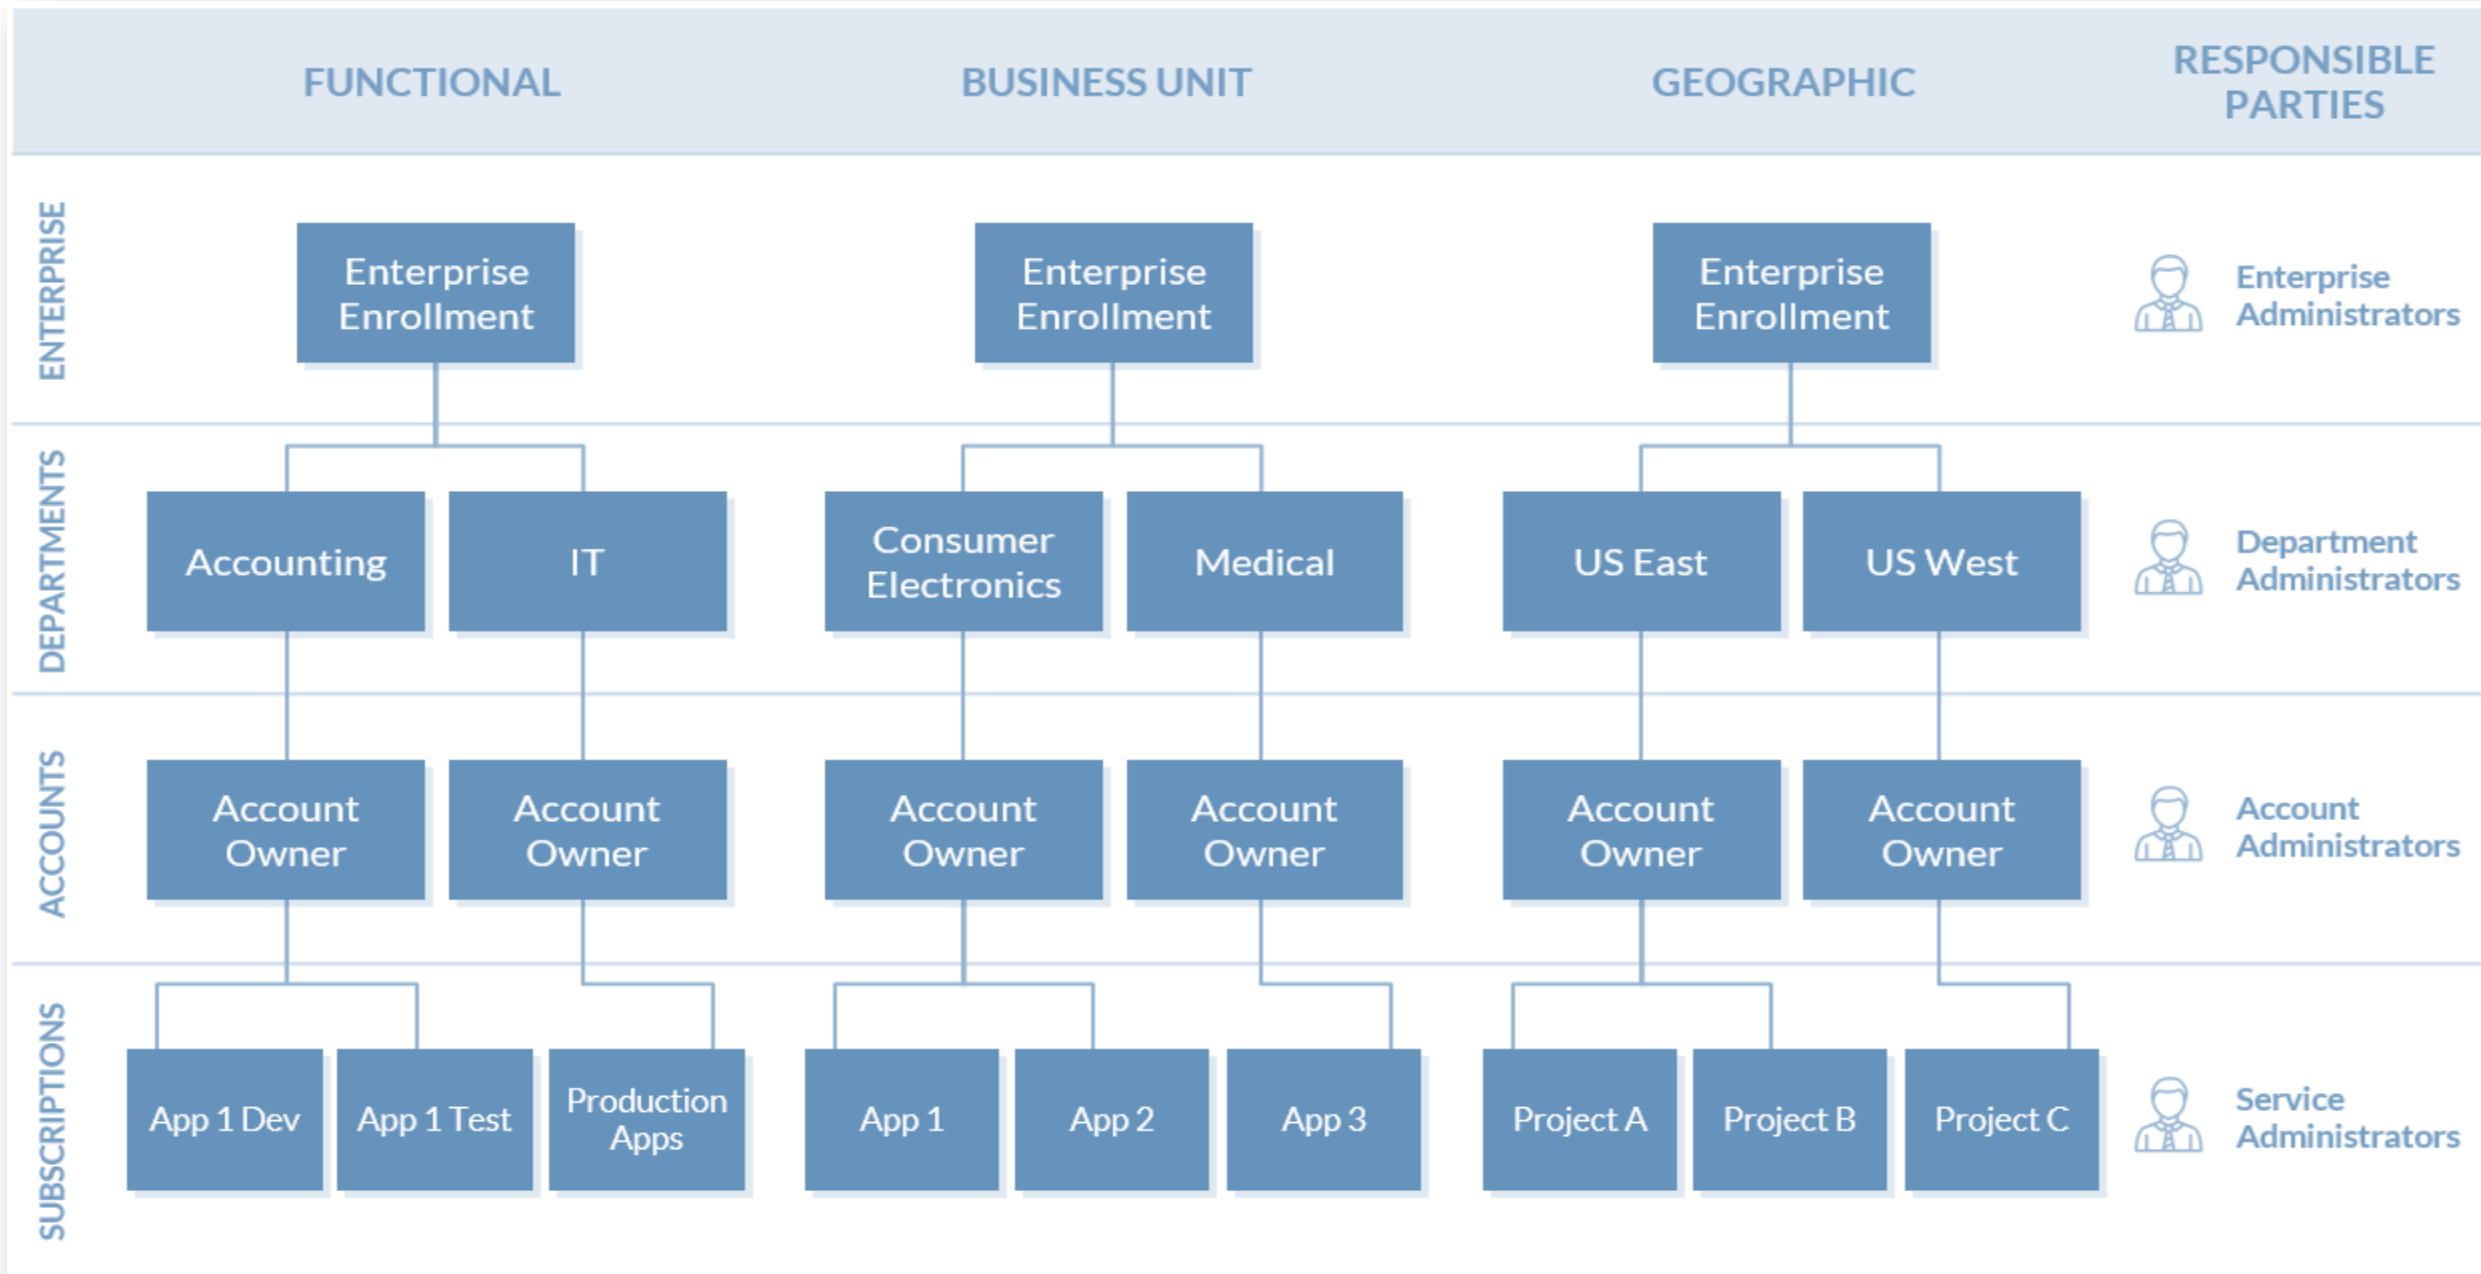 FUNCTIONAL
BUSINESS UNIT
GEOGRAPHIC
RESPONSIBLE
PARTIES
ENTERPRISE
Enterprise
Enrollment
Enterprise
Enrollment
Enterprise
Enrollment
Enterprise
Administrators
DEPARTMENTS
Accounting
IT
Consumer
Electronics
Medical
US East
US West
Department
Administrators
ACCOUNTS
Account
Owner
Account
Owner
Account
Owner
Account
Owner
Account
Owner
Account
Owner
Account
Administrators
SUBSCRIPTIONS
App 1 Dev
App 1 Test
Production
Apps
App 1
App 2
App 3
Project A
Project B
Project C
Service
Administrators